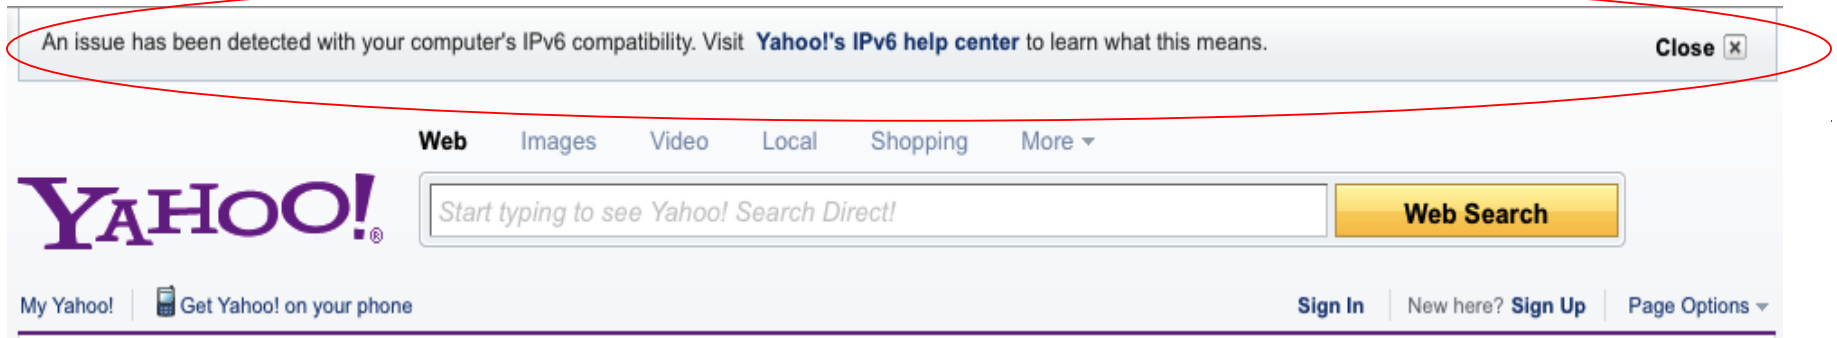 An issue has been detected with your computer's IPv6 compatibility. Visit Yahoo!'s IPv6 help center to learn what this means. Close
Web Images Video Local Shopping More
YAHOO!®
Start typing to see Yahoo! Search Direct! Web Search
My Yahoo! Get Yahoo! on your phone Sign In New here? Sign Up Page Options